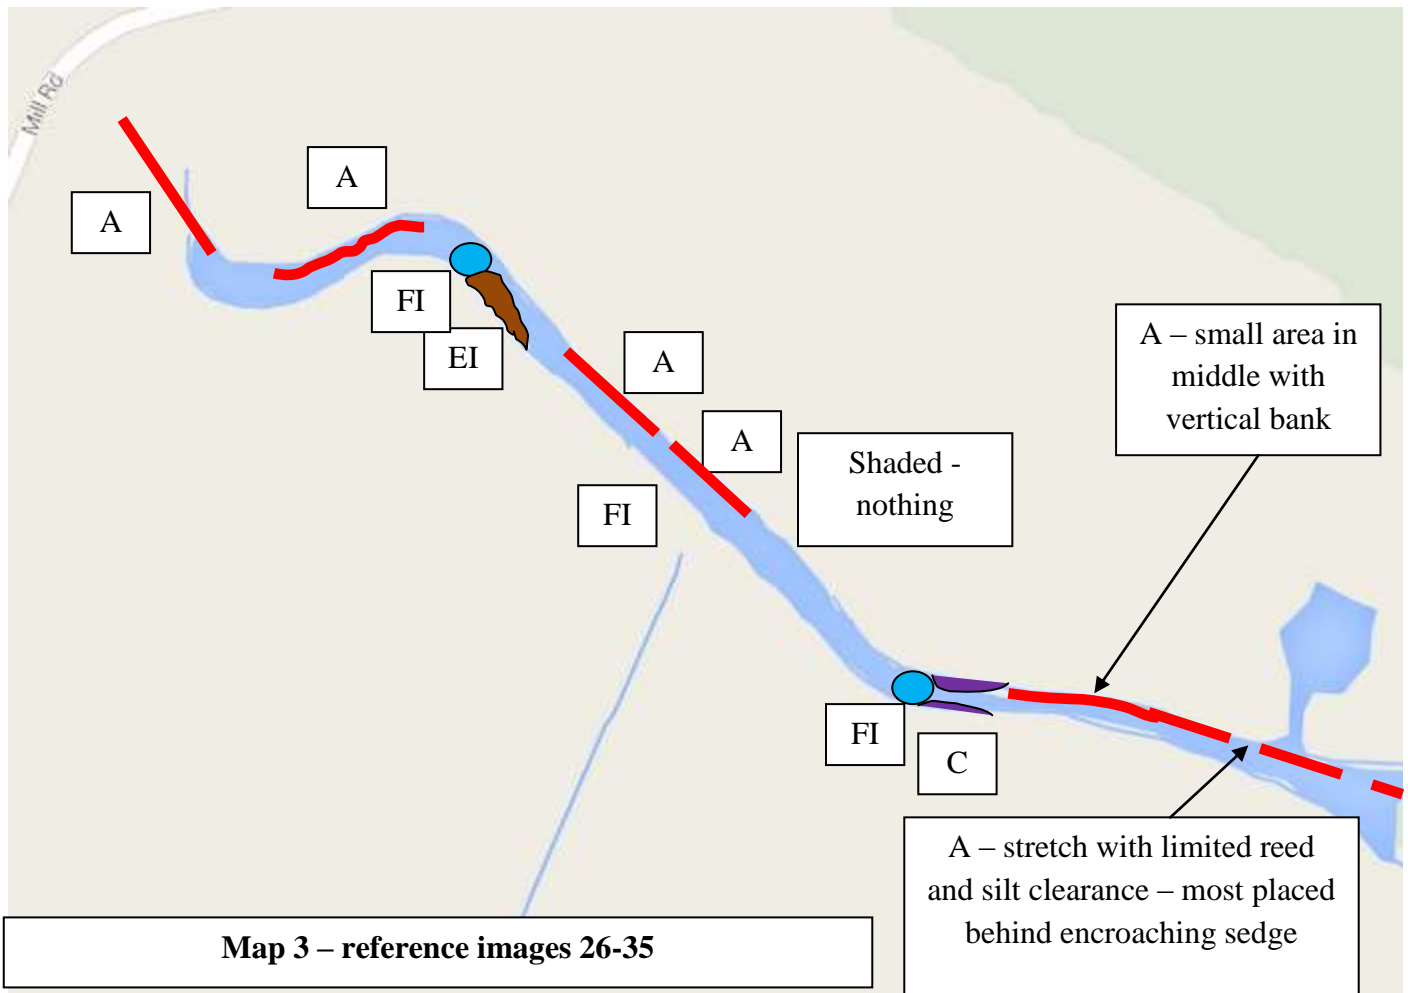 Mill Rd
A
A
FI
EI
A
A
FI
Shaded -
nothing
A – small area in
middle with
vertical bank
FI
C
A – stretch with limited reed
and silt clearance – most placed
behind encroaching sedge
Map 3 – reference images 26-35